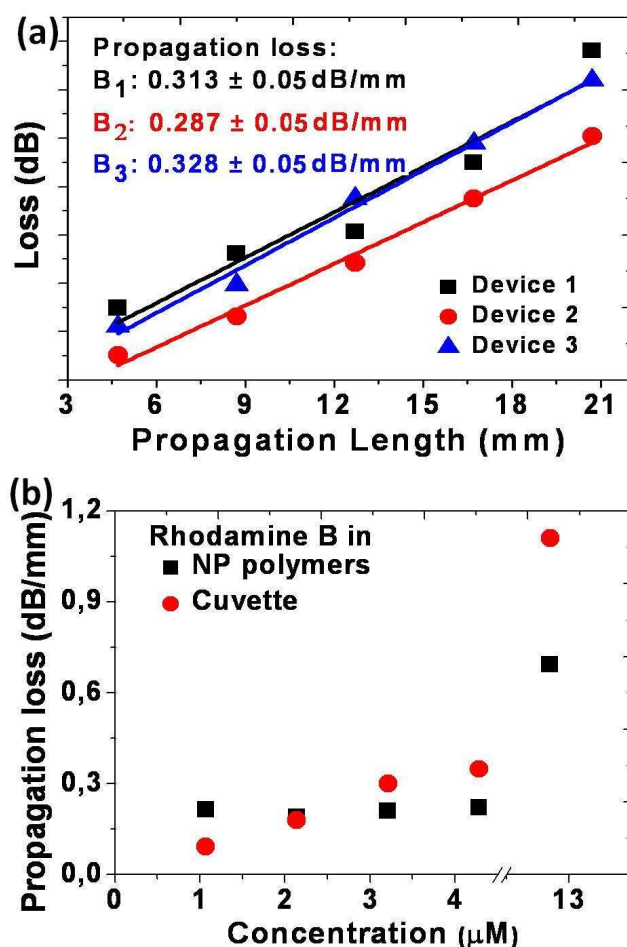 (a)
Propagation loss:
B1: 0.313 ± 0.05 dB/mm
B2: 0.287 ± 0.05 dB/mm
B3: 0.328 ± 0.05 dB/mm
Loss (dB)
Device 1
Device 2
Device 3
3 6 9 12 15 18 21
Propagation Length (mm)
(b)
1,2
Rhodamine B in
NP polymers
Cuvette
0,9
0,6
0,3
0,0
Propagation loss (dB/mm)
0 1 2 3 4 // 13
Concentration (μM)